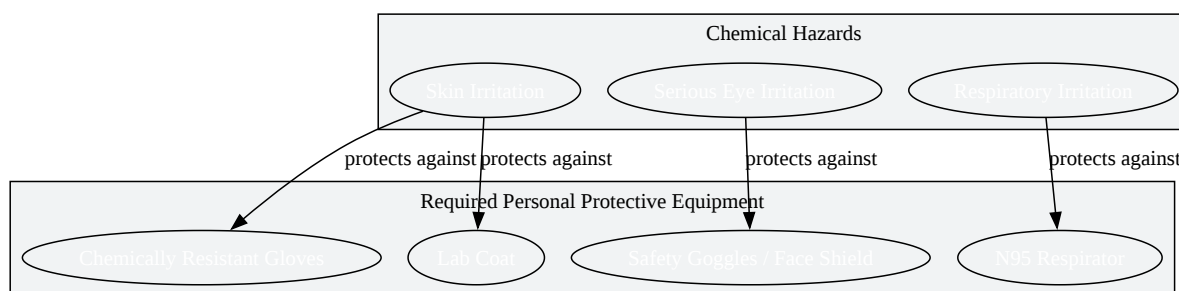 Chemical Hazards
Skin Irritation
Serious Eye Irritation
Respiratory Irritation
protects against
protects against
protects against
protects against
Required Personal Protective Equipment
Chemically Resistant Gloves
Lab Coat
Safety Goggles / Face Shield
N95 Respirator